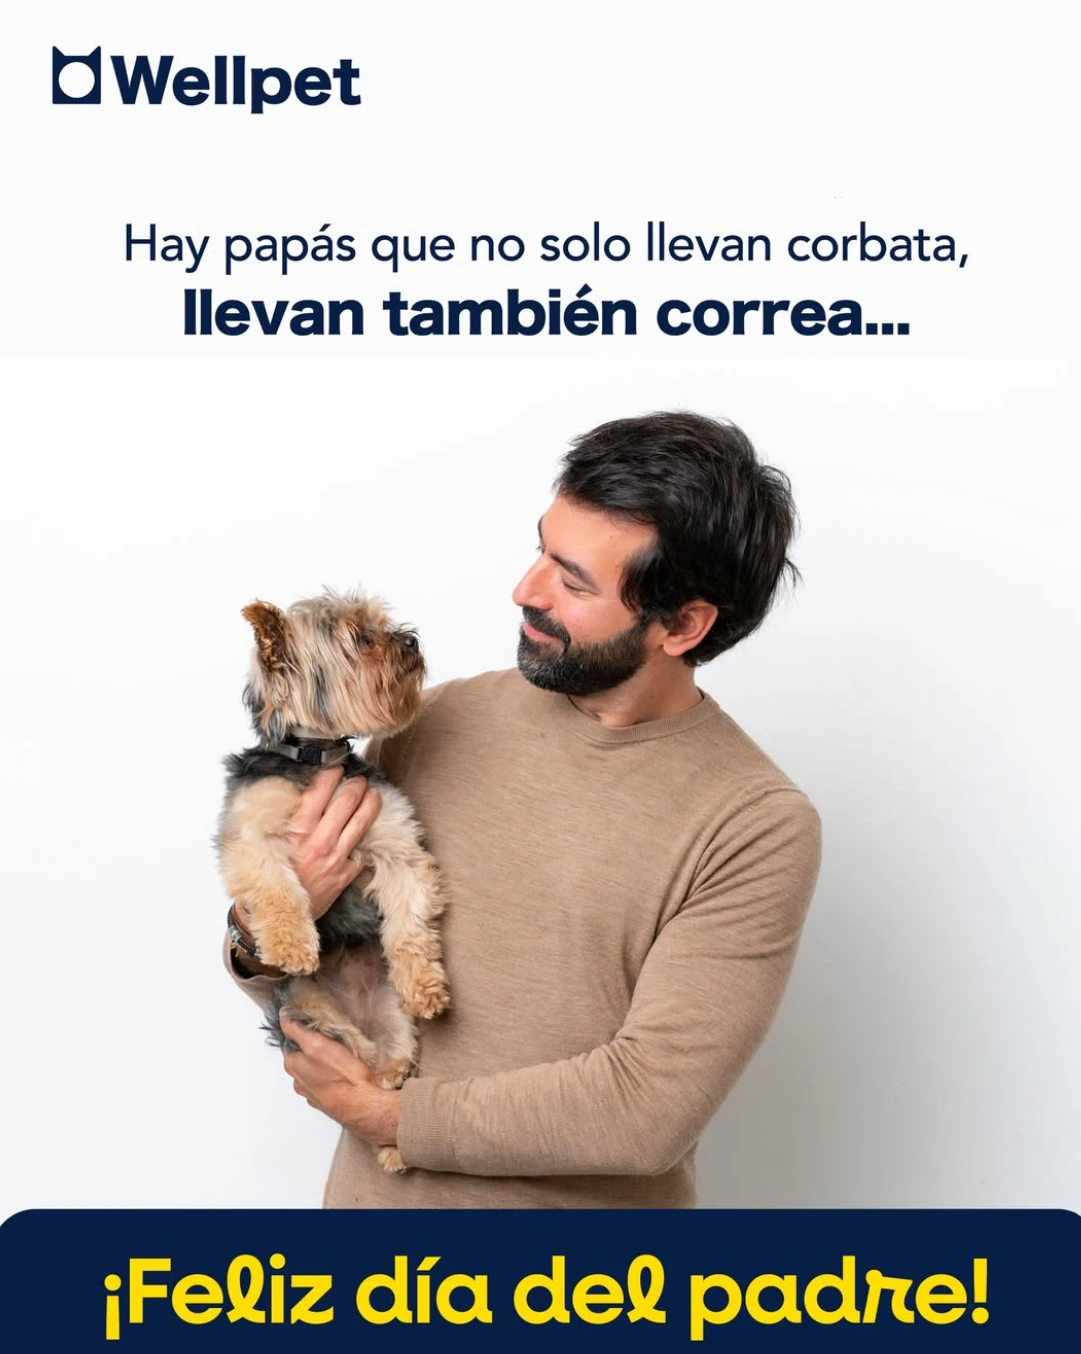 Wellpet
Hay papás que no solo llevan corbata,
llevan también correa...
¡Feliz día del padre!